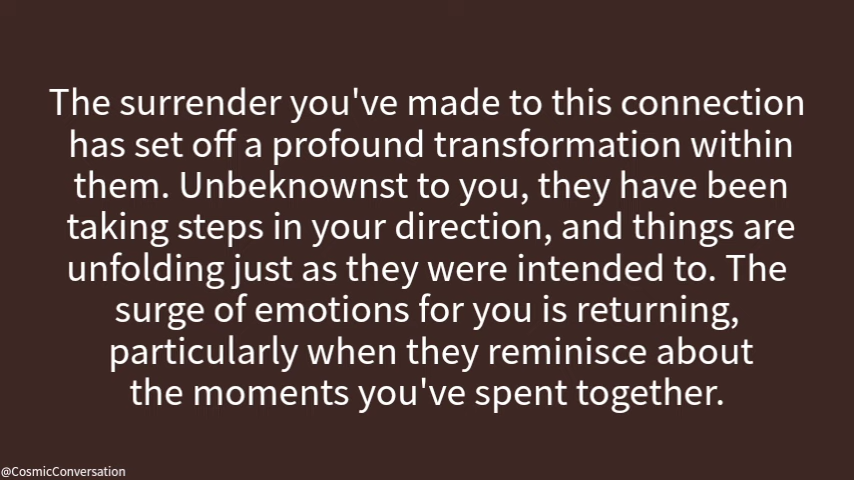 The surrender you've made to this connection
has set off a profound transformation within
them. Unbeknownst to you, they have been
taking steps in your direction, and things are
unfolding just as they were intended to. The
surge of emotions for you is returning,
particularly when they reminisce about
the moments you've spent together.
@CosmicConversation